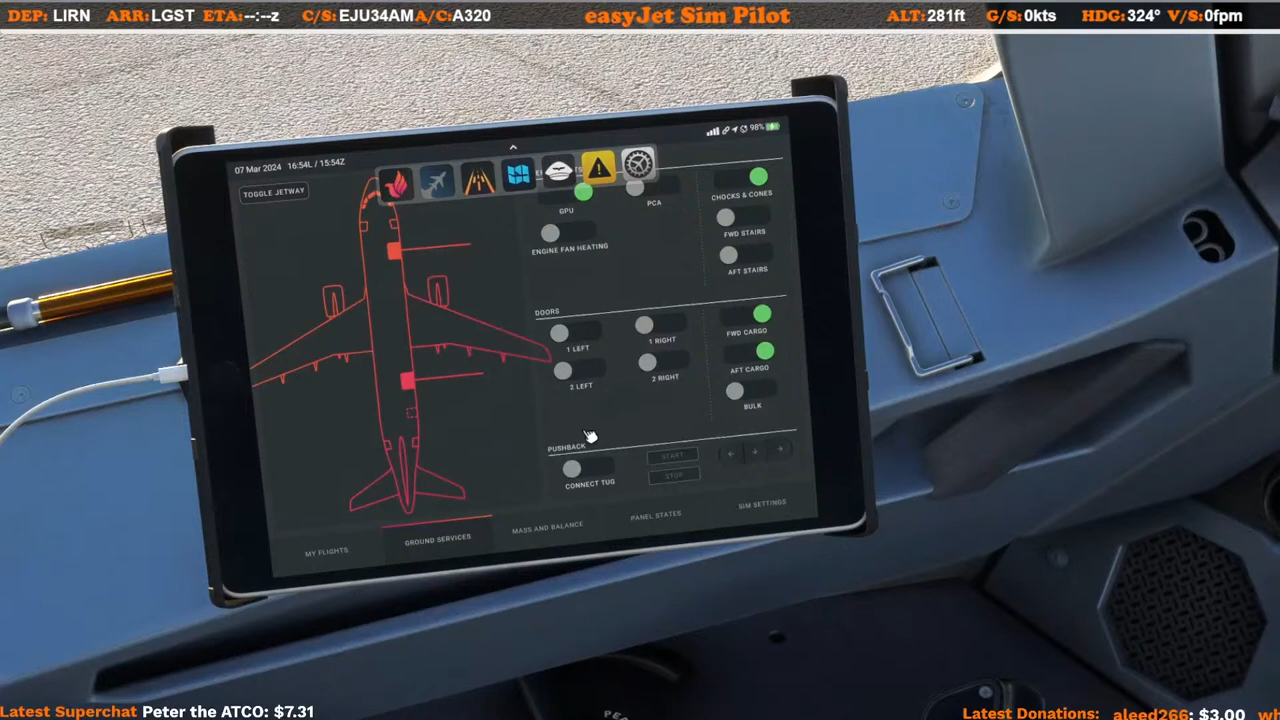 DEP: LIRN ARR: LGST ETA: --:--z C/S: EJU34AM A/C: A320 easyJet Sim Pilot ALT: 281ft G/S: 0kts HDG: 324° V/S: 0fpm
07 Mar 2024 16:54L / 15:54Z
98%
TOGGLE JETWAY
GPU
PCA
CHOCKS & CONES
ENGINE FAN HEATING
FWD STAIRS
AFT STAIRS
DOORS
1 LEFT
1 RIGHT
FWD CARGO
2 LEFT
2 RIGHT
AFT CARGO
BULK
PUSHBACK
CONNECT TUG
START
STOP
MY FLIGHTS
GROUND SERVICES
MASS AND BALANCE
PANEL STATES
SIM SETTINGS
Latest Superchat Peter the ATCO: $7.31
Latest Donations: aleed266: $3.00 wh